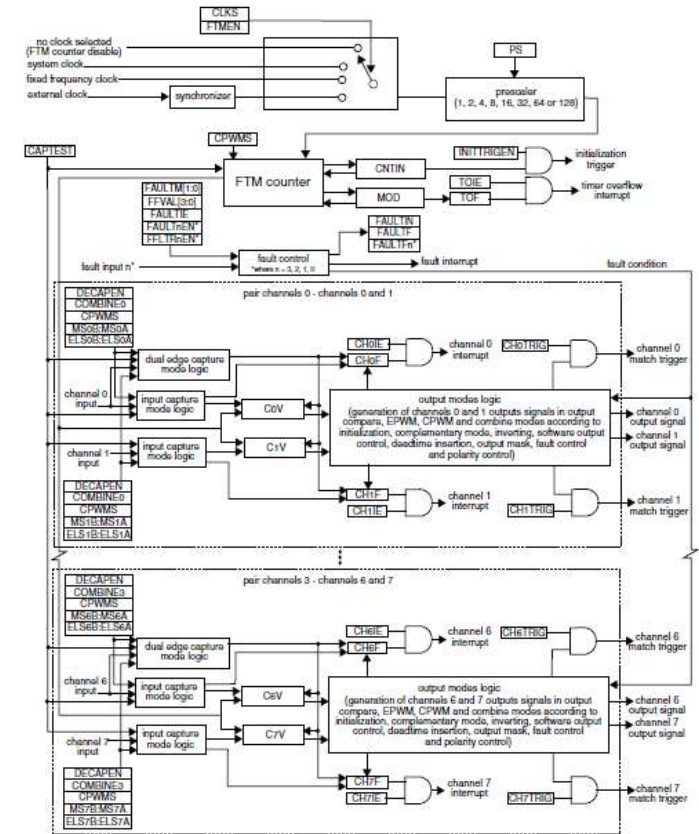 CLKS
FTMEN
no clock selected
(FTM counter disable)
system clock
fixed frequency clock
external clock
synchronizer
PS
prescaler
(1, 2, 4, 8, 16, 32, 64 or 128)
CAPTEST
CPWMS
FTM counter
CNTIN
MOD
INITTRIGEN
initialization
trigger
TOIE
TOF
timer overflow
interrupt
FAULTM[1:0]
FFVAL[3:0]
FAULTIE
FAULTnEN*
FFLTRnEN*
FAULTIN
FAULTF
FAULTFn*
fault input n*
fault control
*where n = 3, 2, 1, 0
fault interrupt
fault condition
pair channels 0 - channels 0 and 1
DECAPEN
COMBINE0
CPWMS
MS0B:MS0A
ELS0B:ELS0A
dual edge capture
mode logic
channel 0
input
input capture
mode logic
C0V
channel 1
input
input capture
mode logic
C1V
DECAPEN
COMBINE0
CPWMS
MS1B:MS1A
ELS1B:ELS1A
CH0IE
CH0F
channel 0
interrupt
CH0TRIG
channel 0
match trigger
output modes logic
(generation of channels 0 and 1 outputs signals in output
compare, EPWM, CPWM and combine modes according to
initialization, complementary mode, inverting, software output
control, deadtime insertion, output mask, fault control
and polarity control)
channel 0
output signal
channel 1
output signal
CH1F
CH1IE
channel 1
interrupt
CH1TRIG
channel 1
match trigger
pair channels 3 - channels 6 and 7
DECAPEN
COMBINE3
CPWMS
MS6B:MS6A
ELS6B:ELS6A
dual edge capture
mode logic
channel 6
input
input capture
mode logic
C6V
channel 7
input
input capture
mode logic
C7V
DECAPEN
COMBINE3
CPWMS
MS7B:MS7A
ELS7B:ELS7A
CH6IE
CH6F
channel 6
interrupt
CH6TRIG
channel 6
match trigger
output modes logic
(generation of channels 6 and 7 outputs signals in output
compare, EPWM, CPWM and combine modes according to
initialization, complementary mode, inverting, software output
control, deadtime insertion, output mask, fault control
and polarity control)
channel 6
output signal
channel 7
output signal
CH7F
CH7IE
channel 7
interrupt
CH7TRIG
channel 7
match trigger